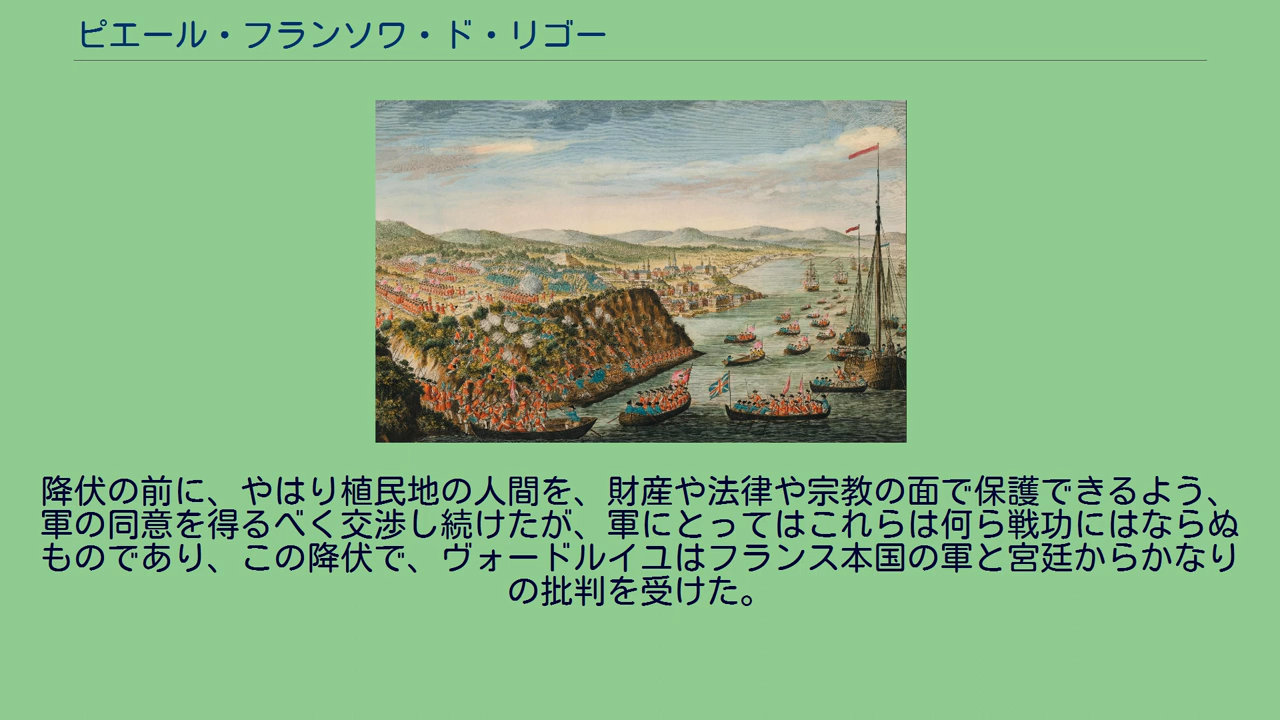 ピエール・フランソワ・ド・リゴー
降伏の前に、やはり植民地の人間を、財産や法律や宗教の面で保護できるよう、
軍の同意を得るべく交渉し続けたが、軍にとってはこれらは何ら戦功にはならぬ
ものであり、この降伏で、ヴォードルイユはフランス本国の軍と宮廷からかなり
の批判を受けた。